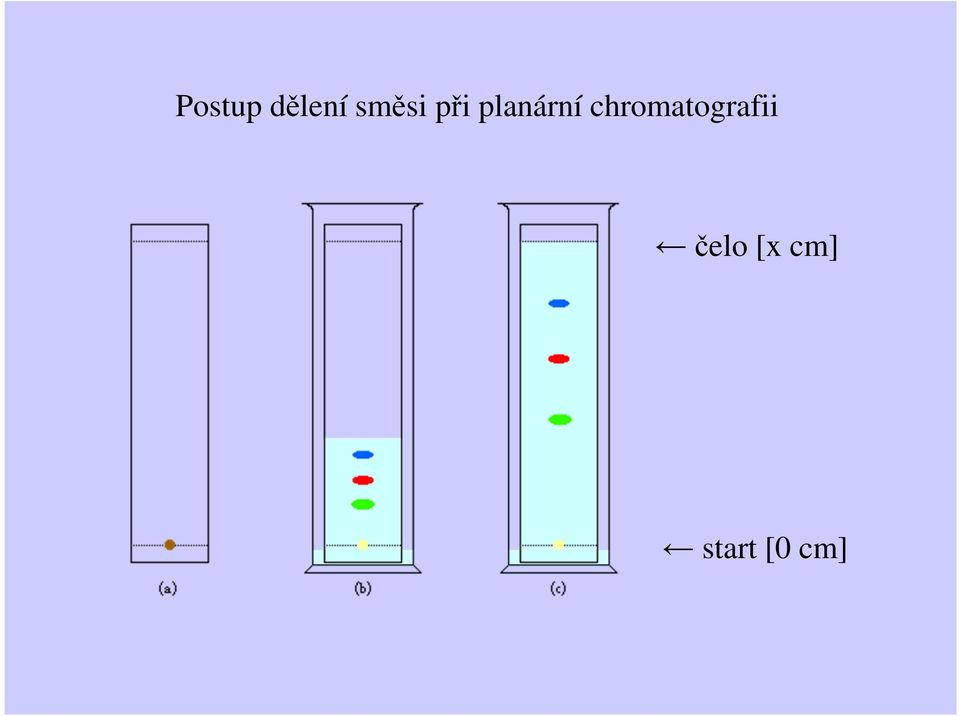 Postup dělení směsi při planární chromatografii
← čelo [x cm]
← start [0 cm]
(a) (b) (c)